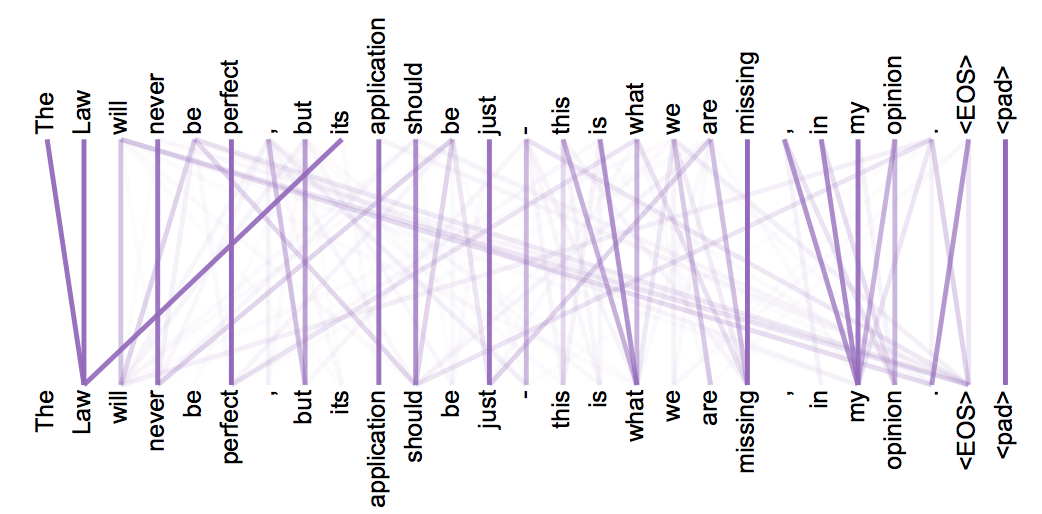 The Law will never be perfect , but its application should be just - this is what we are missing , in my opinion . <EOS> <pad>
The Law will never be perfect , but its application should be just - this is what we are missing , in my opinion . <EOS> <pad>